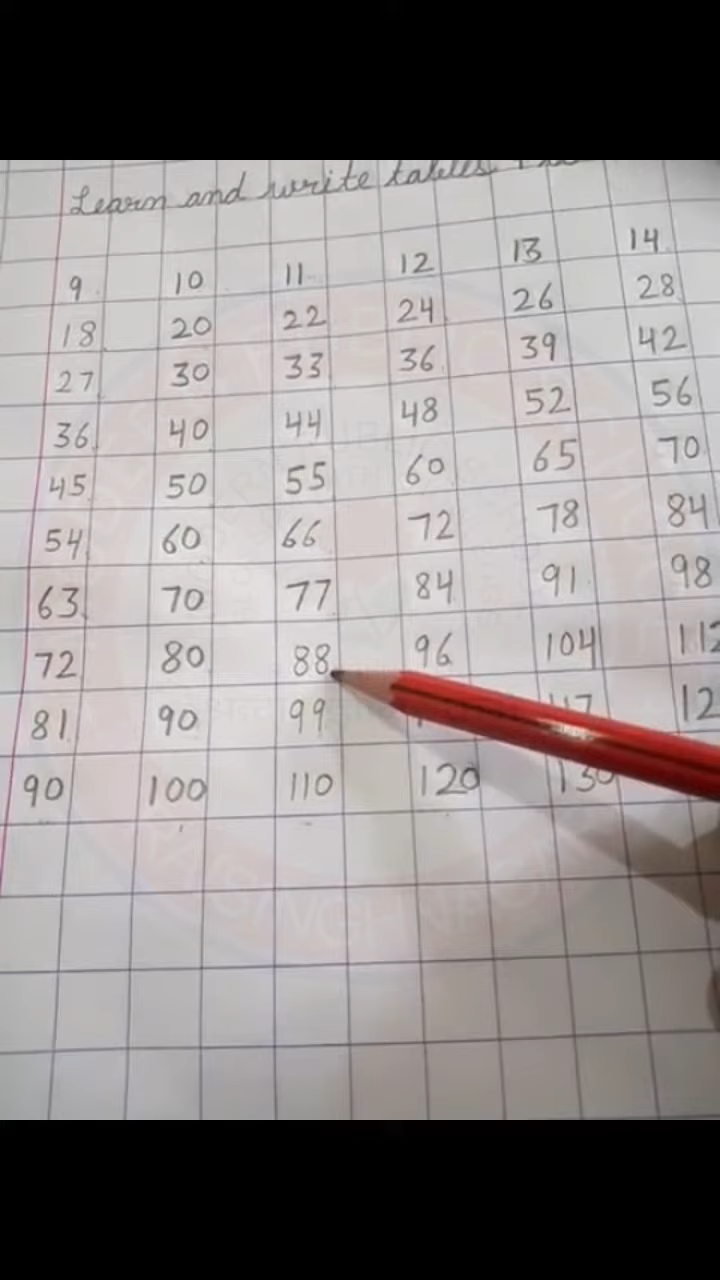 Learn and write tables
9 10 11 12 13 14
18 20 22 24 26 28
27 30 33 36 39 42
36 40 44 48 52 56
45 50 55 60 65 70
54 60 66 72 78 84
63 70 77 84 91 98
72 80 88 96 104 112
81 90 99
90 100 110 120 130